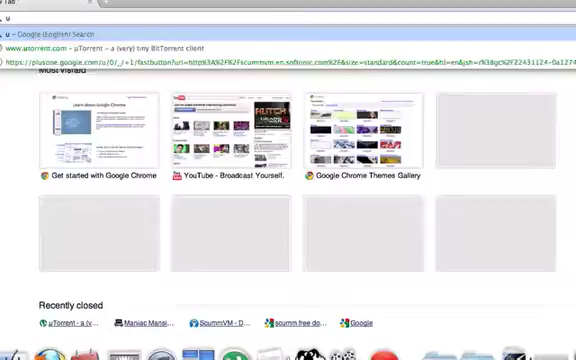 Tab
u
u – Google (English) Search
www.utorrent.com – µTorrent – a (very) tiny BitTorrent client
Most visited
Get started with Google Chrome
YouTube - Broadcast Yourself.
Google Chrome Themes Gallery
Recently closed
µTorrent - a (v...
Maniac Mansi...
ScummVM - D...
scumm free do...
Google